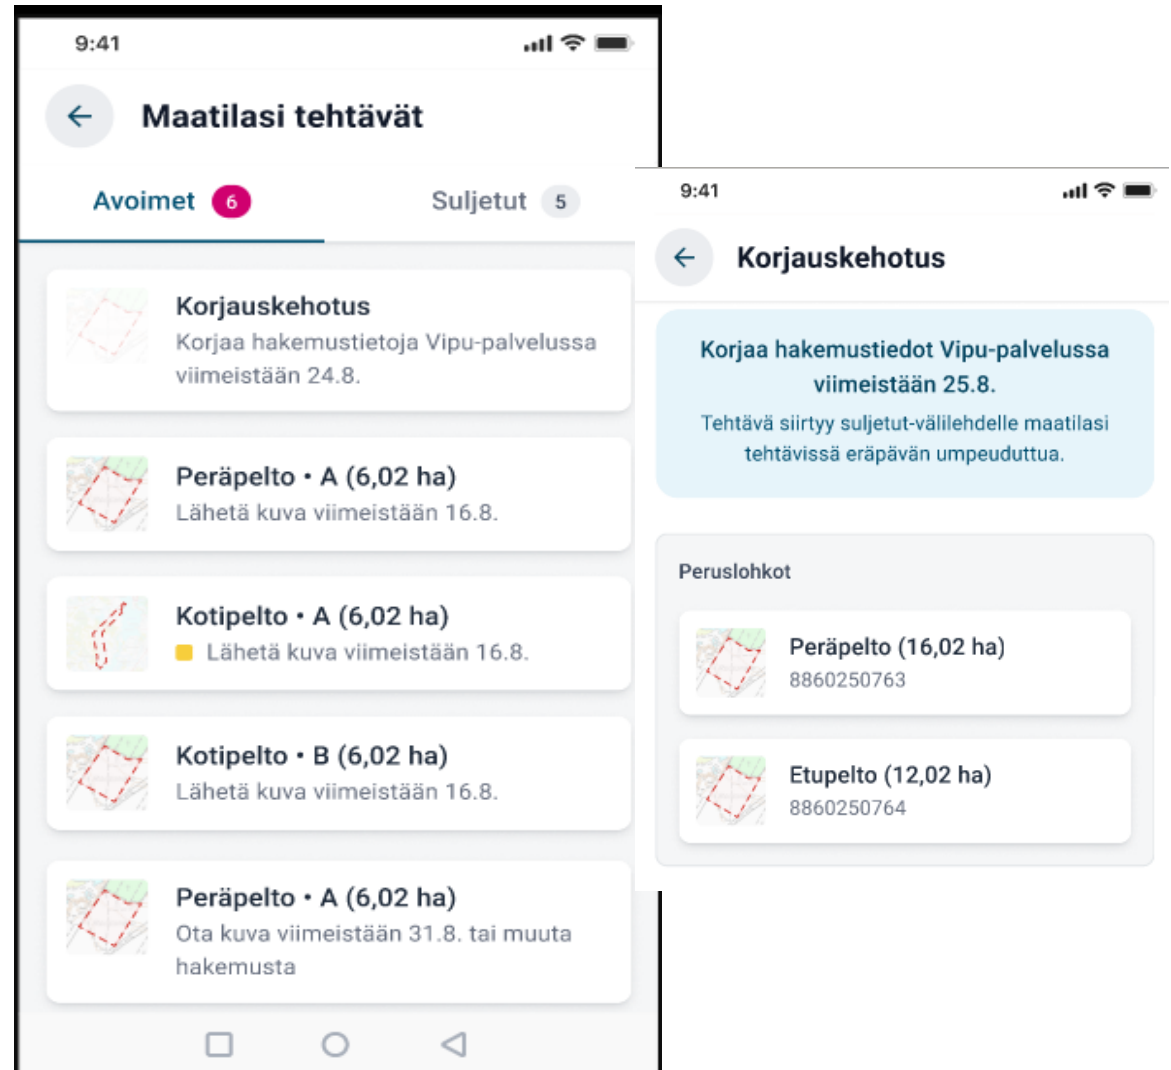 9:41
Maatilasi tehtävät
Avoimet 6
Suljetut 5
Korjauskehotus
Korjaa hakemustietoja Vipu-palvelussa
viimeistään 24.8.
Peräpelto • A (6,02 ha)
Lähetä kuva viimeistään 16.8.
Kotipelto • A (6,02 ha)
Lähetä kuva viimeistään 16.8.
Kotipelto • B (6,02 ha)
Lähetä kuva viimeistään 16.8.
Peräpelto • A (6,02 ha)
Ota kuva viimeistään 31.8. tai muuta
hakemusta
9:41
Korjauskehotus
Korjaa hakemustiedot Vipu-palvelussa
viimeistään 25.8.
Tehtävä siirtyy suljetut-välilehdelle maatilasi
tehtävissä eräpävän umpeuduttua.
Peruslohkot
Peräpelto (16,02 ha)
8860250763
Etupelto (12,02 ha)
8860250764